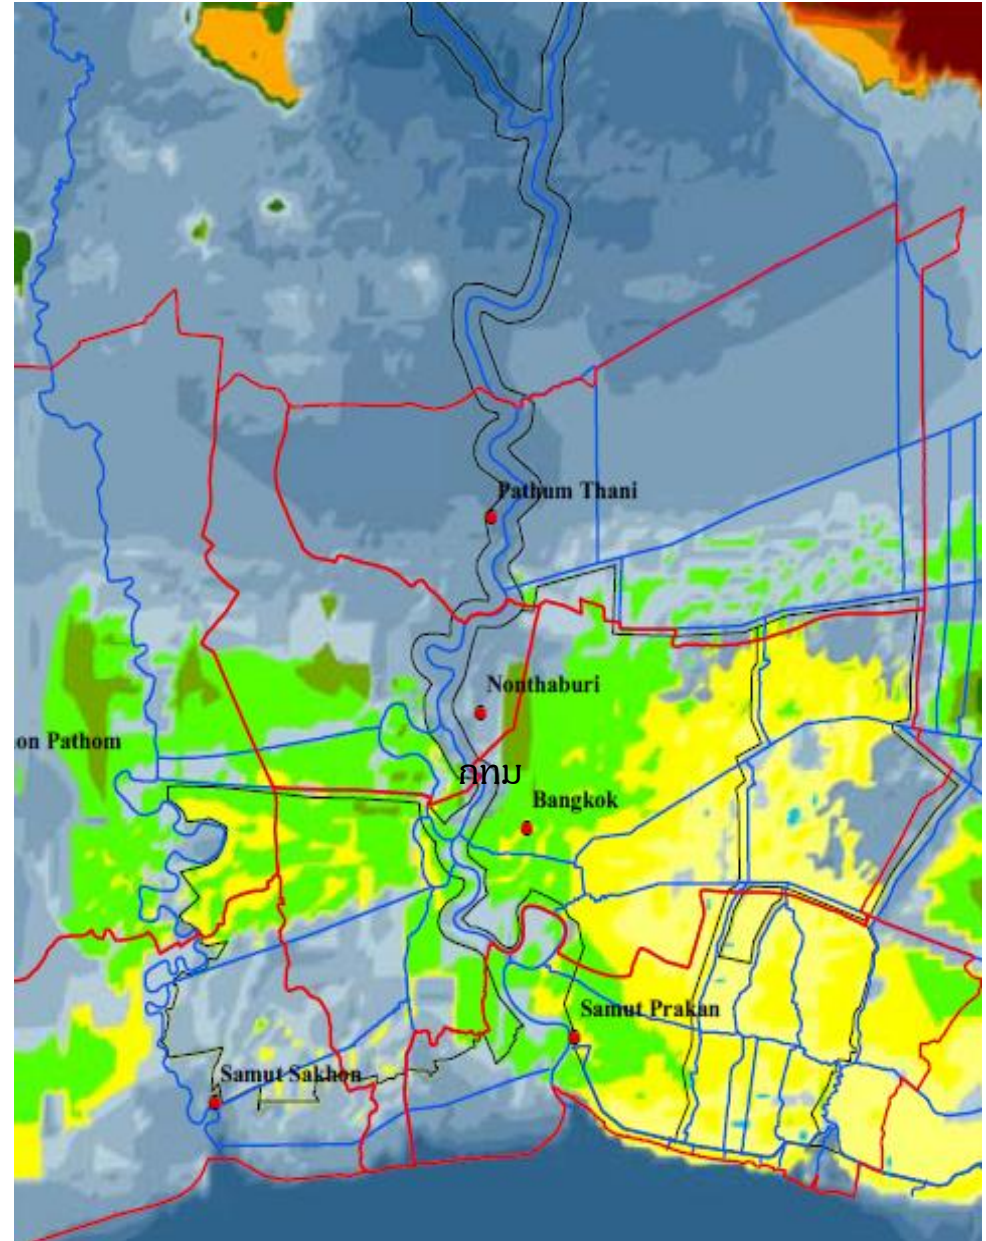 Pathum Thani
Nonthaburi
on Pathom
กทม
Bangkok
Samut Prakan
Samut Sakhon